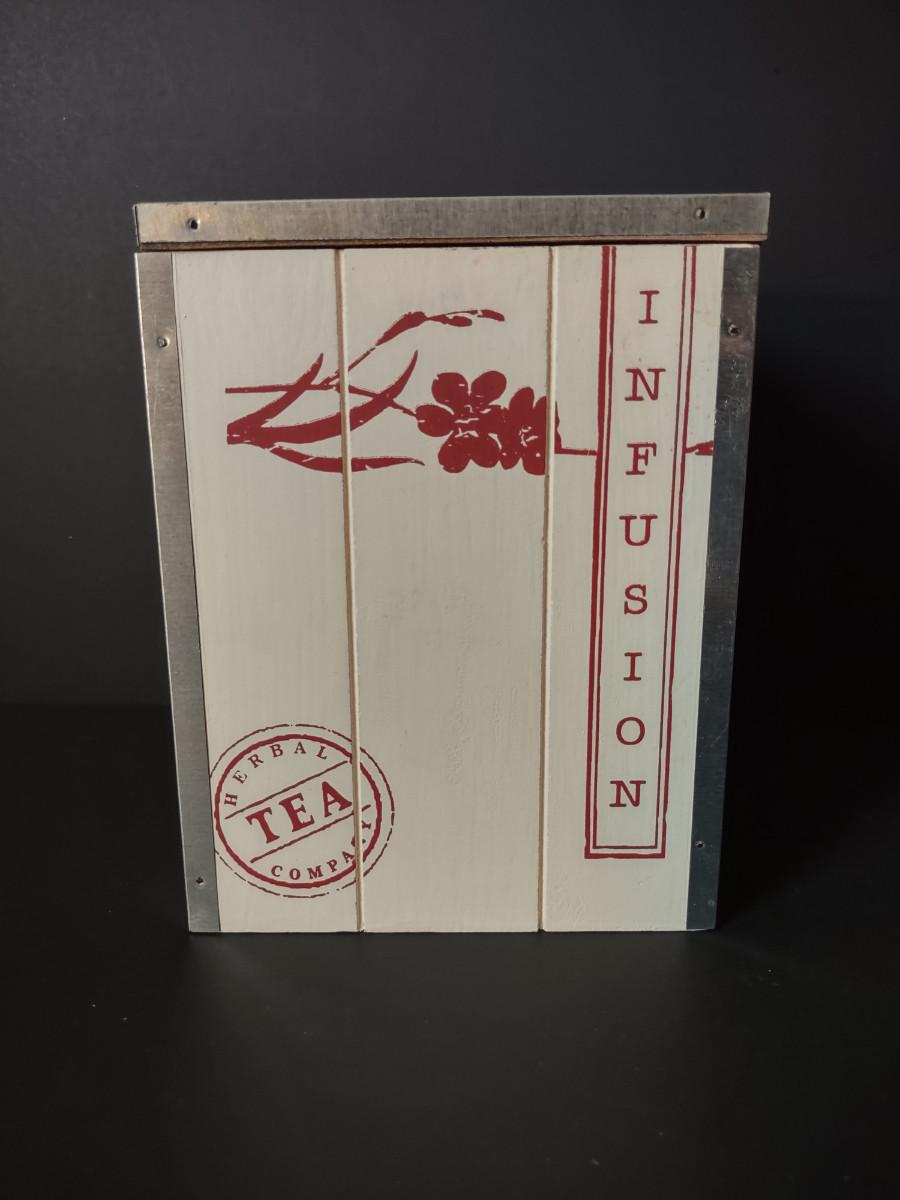 INFUSION
HERBAL
TEA
COMPANY